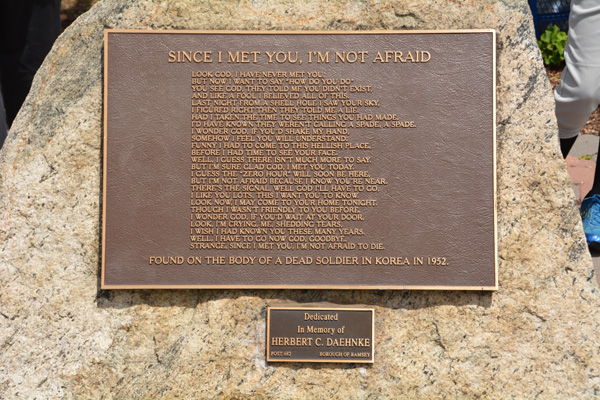 SINCE I MET YOU, I'M NOT AFRAID
LOOK GOD, I HAVE NEVER MET YOU;
BUT NOW I WANT TO SAY "HOW DO YOU DO"
YOU SEE GOD, THEY TOLD ME YOU DIDN'T EXIST,
AND LIKE A FOOL I BELIEVED ALL OF THIS.
LAST NIGHT FROM A SHELL HOLE I SAW YOUR SKY,
I FIGURED RIGHT THEN THEY TOLD ME A LIE.
HAD I TAKEN THE TIME TO SEE THINGS YOU HAD MADE,
I'D HAVE KNOWN THEY WEREN'T CALLING A SPADE, A SPADE.
I WONDER GOD, IF YOU'D SHAKE MY HAND,
SOMEHOW I FEEL YOU WILL UNDERSTAND.
FUNNY I HAD TO COME TO THIS HELLISH PLACE,
BEFORE I HAD TIME TO SEE YOUR FACE.
WELL, I GUESS THERE ISN'T MUCH MORE TO SAY,
BUT I'M SURE GLAD GOD, I MET YOU TODAY.
I GUESS THE "ZERO HOUR" WILL SOON BE HERE,
BUT I'M NOT AFRAID BECAUSE I KNOW YOU'RE NEAR.
THERE'S THE SIGNAL, WELL GOD I'LL HAVE TO GO,
I LIKE YOU LOTS, THIS I WANT YOU TO KNOW.
LOOK NOW, I MAY COME TO YOUR HOME TONIGHT,
THOUGH I WASN'T FRIENDLY TO YOU BEFORE,
I WONDER GOD, IF YOU'D WAIT AT YOUR DOOR.
LOOK, I'M CRYING, ME, SHEDDING TEARS,
I WISH I HAD KNOWN YOU THESE MANY YEARS.
WELL, I HAVE TO GO NOW GOD, GOODBYE,
STRANGE, SINCE I MET YOU, I'M NOT AFRAID TO DIE.
FOUND ON THE BODY OF A DEAD SOLDIER IN KOREA IN 1952.
Dedicated
In Memory of
HERBERT C. DAEHNKE
POST 682 BOROUGH OF RAMSEY